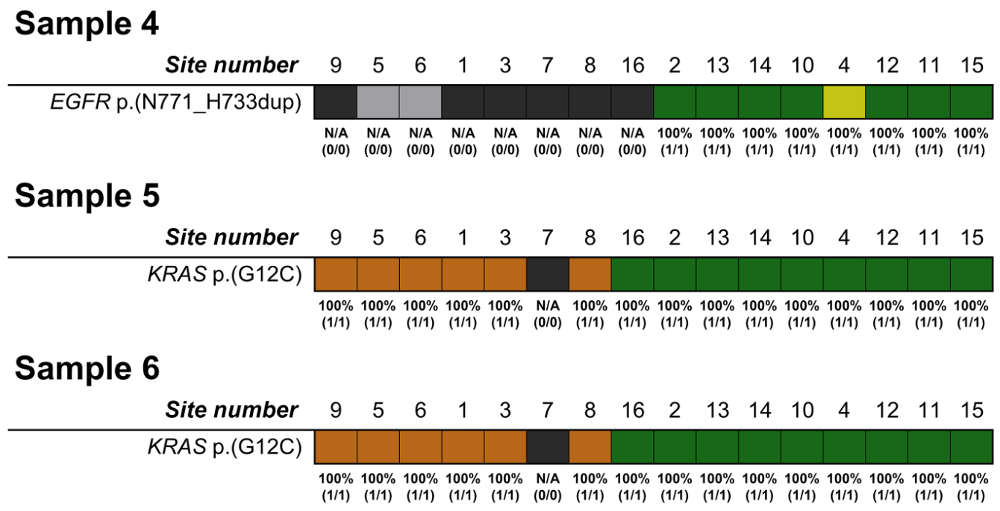 Sample 4
Site number 9 5 6 1 3 7 8 16 2 13 14 10 4 12 11 15
EGFR p.(N771_H733dup)
N/A N/A N/A N/A N/A N/A N/A N/A 100% 100% 100% 100% 100% 100% 100% 100%
(0/0) (0/0) (0/0) (0/0) (0/0) (0/0) (0/0) (0/0) (1/1) (1/1) (1/1) (1/1) (1/1) (1/1) (1/1) (1/1)
Sample 5
Site number 9 5 6 1 3 7 8 16 2 13 14 10 4 12 11 15
KRAS p.(G12C)
100% 100% 100% 100% 100% N/A 100% 100% 100% 100% 100% 100% 100% 100% 100% 100%
(1/1) (1/1) (1/1) (1/1) (1/1) (0/0) (1/1) (1/1) (1/1) (1/1) (1/1) (1/1) (1/1) (1/1) (1/1) (1/1)
Sample 6
Site number 9 5 6 1 3 7 8 16 2 13 14 10 4 12 11 15
KRAS p.(G12C)
100% 100% 100% 100% 100% N/A 100% 100% 100% 100% 100% 100% 100% 100% 100% 100%
(1/1) (1/1) (1/1) (1/1) (1/1) (0/0) (1/1) (1/1) (1/1) (1/1) (1/1) (1/1) (1/1) (1/1) (1/1) (1/1)